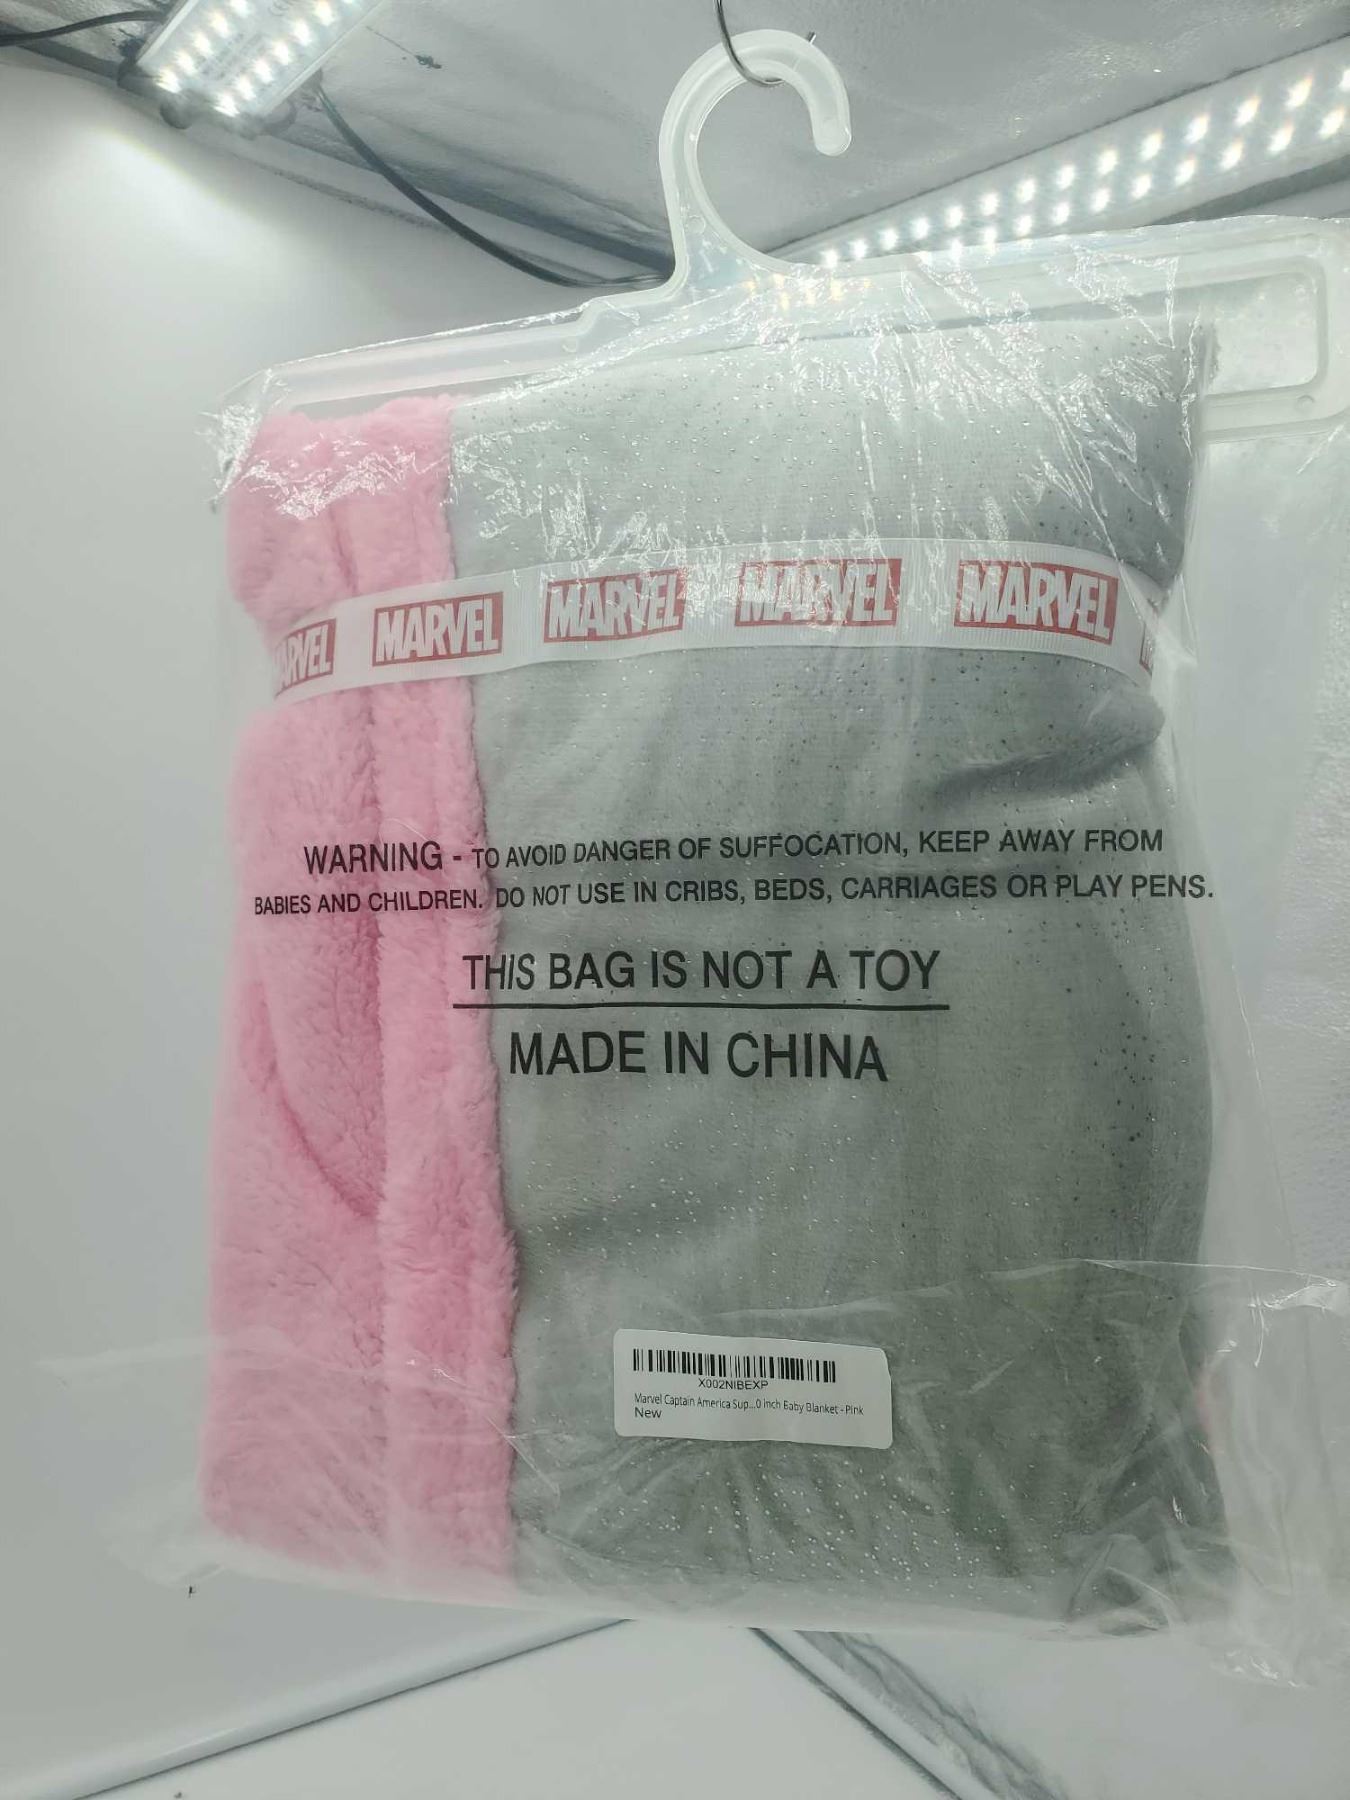 MARVEL MARVEL MARVEL MARVEL
WARNING - TO AVOID DANGER OF SUFFOCATION, KEEP AWAY FROM
BABIES AND CHILDREN. DO NOT USE IN CRIBS, BEDS, CARRIAGES OR PLAY PENS.
THIS BAG IS NOT A TOY
MADE IN CHINA
X002NIBEXP
Marvel Captain America Sup...0 inch Baby Blanket - Pink
New